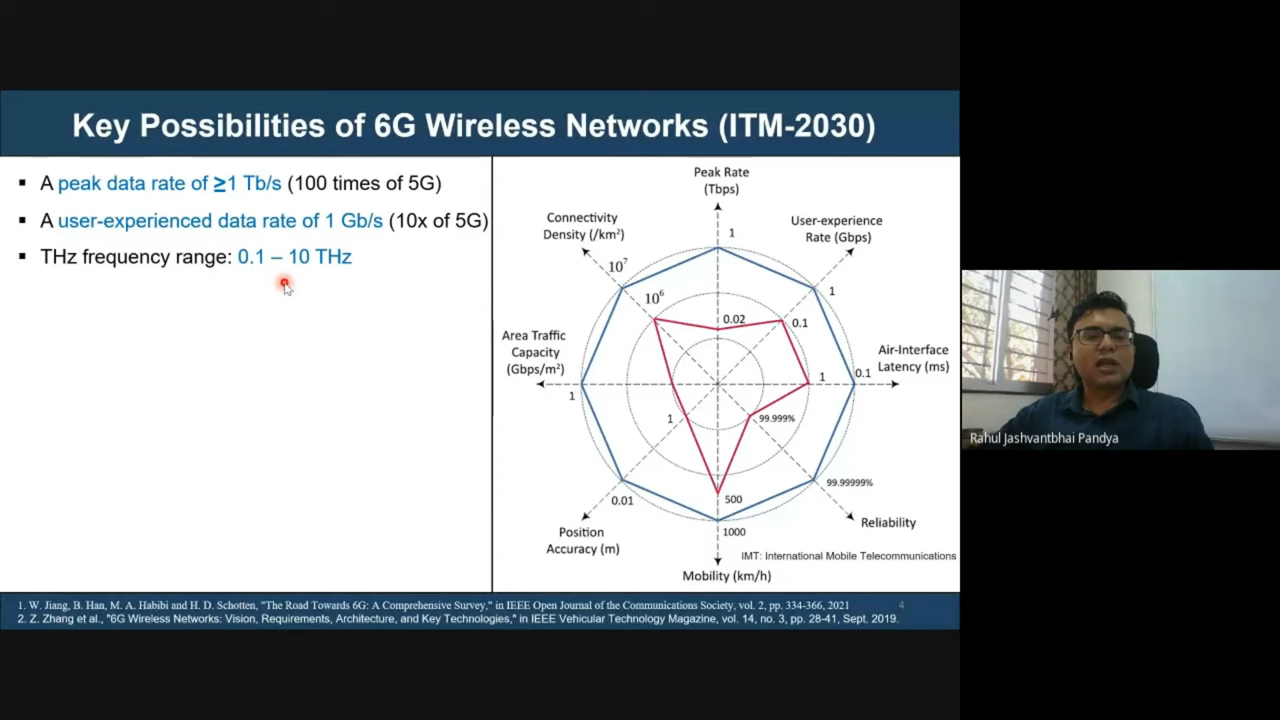 Key Possibilities of 6G Wireless Networks (ITM-2030)
▪ A peak data rate of ≥1 Tb/s (100 times of 5G)
▪ A user-experienced data rate of 1 Gb/s (10x of 5G)
▪ THz frequency range: 0.1 – 10 THz
Peak Rate
(Tbps)
Connectivity
Density (/km²)
User-experience
Rate (Gbps)
1
10⁷
1
10⁶
0.02
0.1
Area Traffic
Capacity
(Gbps/m²)
Air-Interface
Latency (ms)
1
0.1
1
1
99.999%
99.99999%
0.01
500
Reliability
1000
Position
Accuracy (m)
IMT: International Mobile Telecommunications
Mobility (km/h)
1. W. Jiang, B. Han, M. A. Habibi and H. D. Schotten, "The Road Towards 6G: A Comprehensive Survey," in IEEE Open Journal of the Communications Society, vol. 2, pp. 334-366, 2021
4
2. Z. Zhang et al., "6G Wireless Networks: Vision, Requirements, Architecture, and Key Technologies," in IEEE Vehicular Technology Magazine, vol. 14, no. 3, pp. 28-41, Sept. 2019.
Rahul Jashvantbhai Pandya